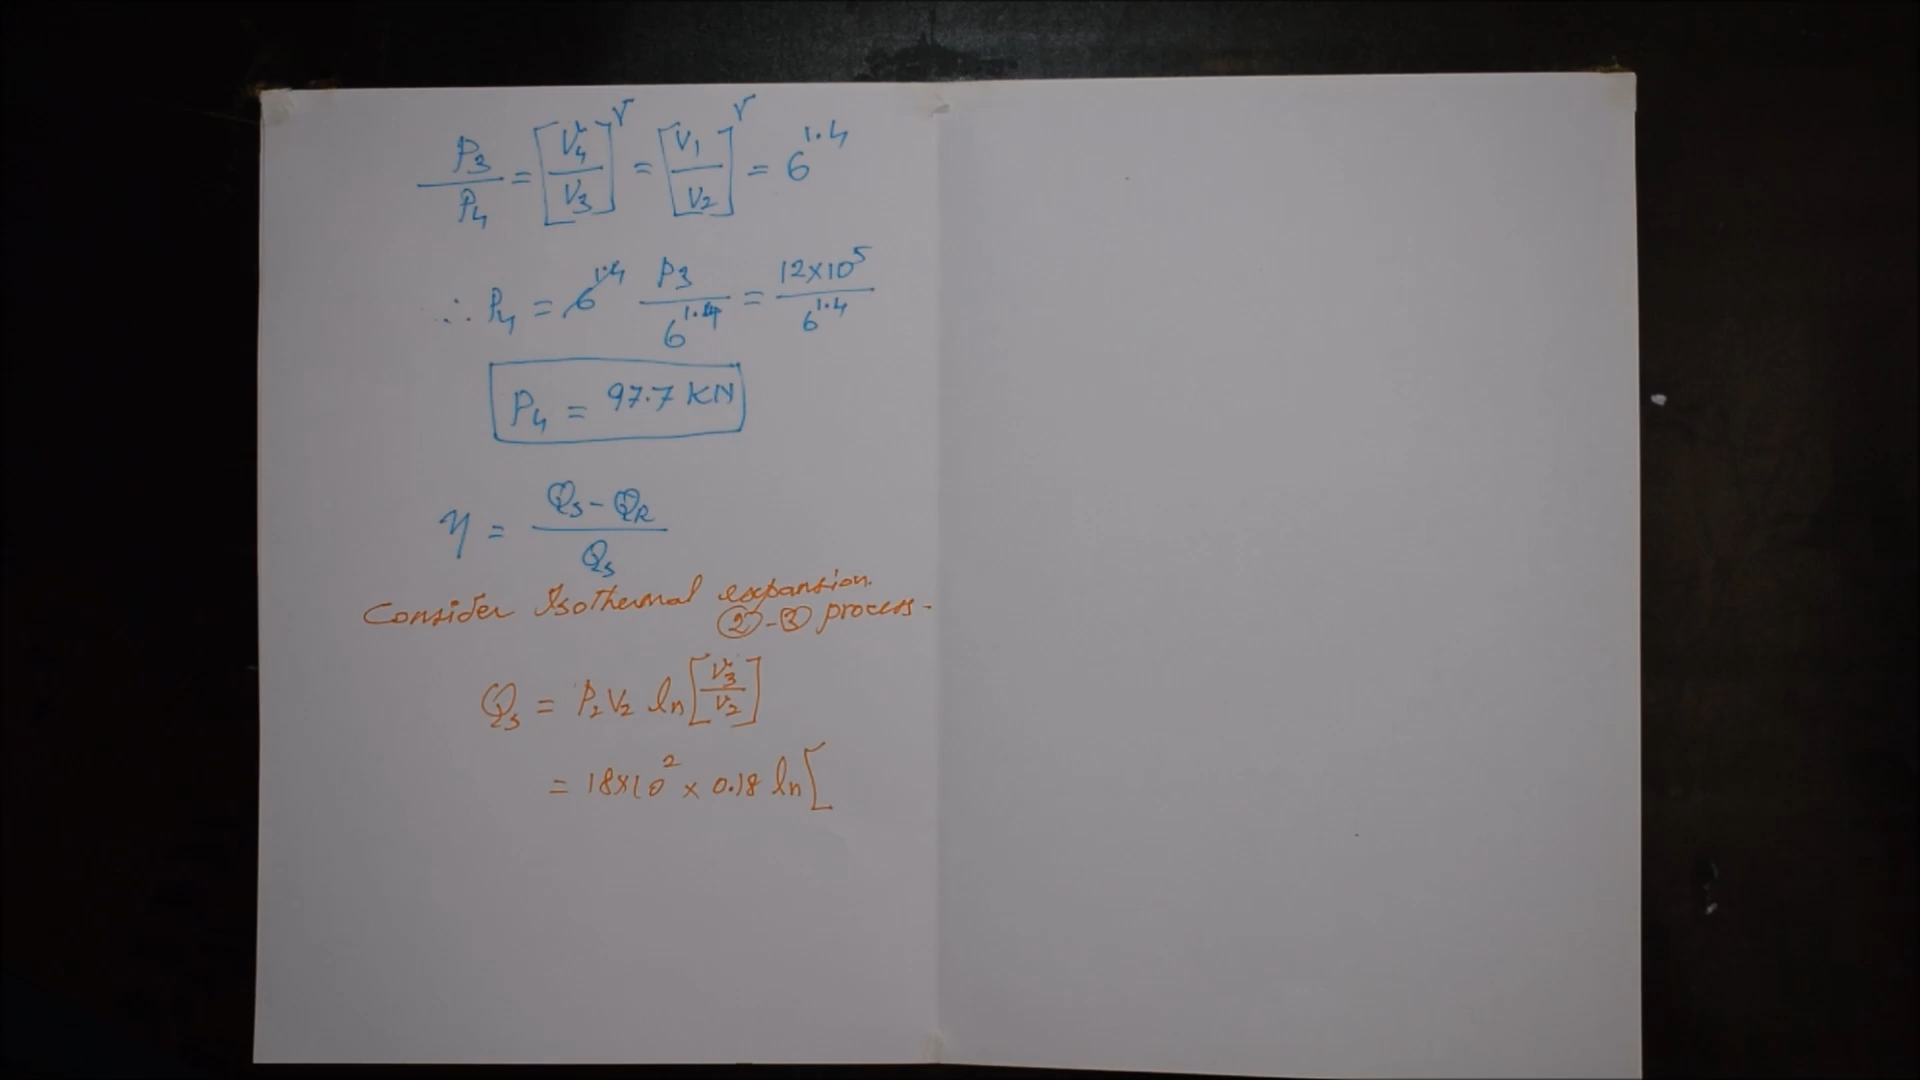 P3/P4 = [V4/V3]^γ = [V1/V2]^γ = 6^1.4
∴ P4 = 6^1.4 P3/6^1.4 = 12×10^5/6^1.4
P4 = 97.7 KN
η = QS - QR/QS
Consider Isothermal expansion.
②-③ process-
QS = P2 V2 ln[V3/V2]
= 18×10^2 × 0.18 ln[